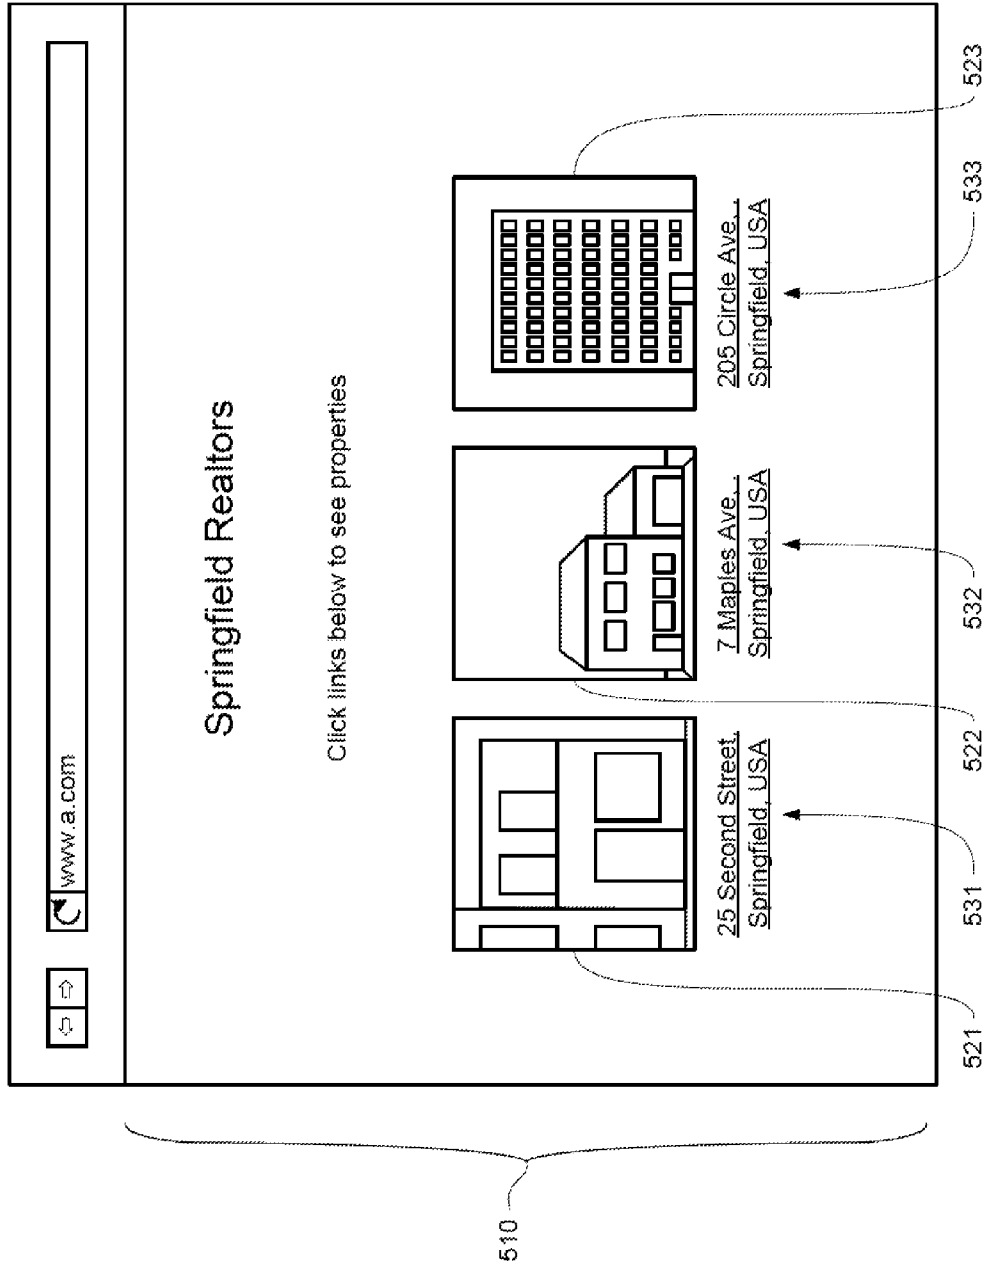 www.a.com
Springfield Realtors
Click links below to see properties
25 Second Street,
Springfield, USA
7 Maples Ave.,
Springfield, USA
205 Circle Ave.,
Springfield, USA
510
521
531
522
532
533
523